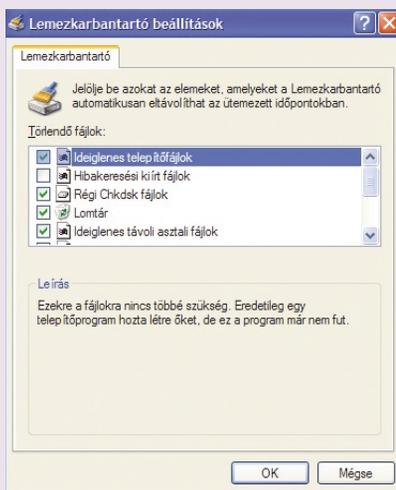 Lemezkarbantartó beállítások
Lemezkarbantartó
Jelölje be azokat az elemeket, amelyeket a Lemezkarbantartó
automatikusan eltávolíthat az ütemezett időpontokban.
Törlendő fájlok:
Ideiglenes telepítőfájlok
Hibakeresési kiírt fájlok
Régi Chkdsk fájlok
Lomtár
Ideiglenes távoli asztali fájlok
Leírás
Ezekre a fájlokra nincs többé szükség. Eredetileg egy
telepítőprogram hozta létre őket, de ez a program már nem fut.
OK
Mégse